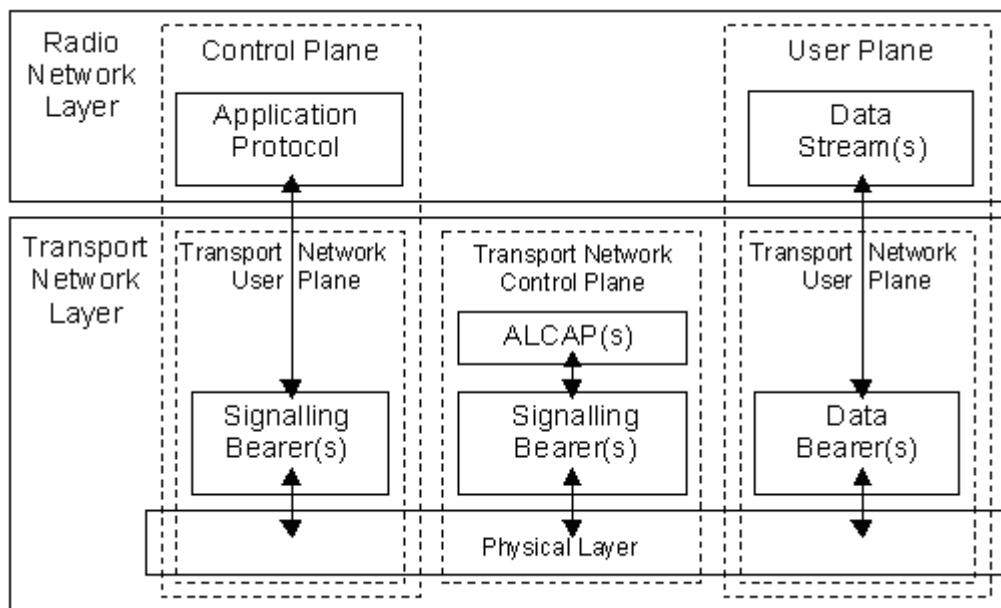 Radio
Network
Layer
Control Plane
User Plane
Application
Protocol
Data
Stream(s)
Transport
Network
Layer
Transport Network
User Plane
Transport Network
Control Plane
Transport Network
User Plane
ALCAP(s)
Signalling
Bearer(s)
Signalling
Bearer(s)
Data
Bearer(s)
Physical Layer